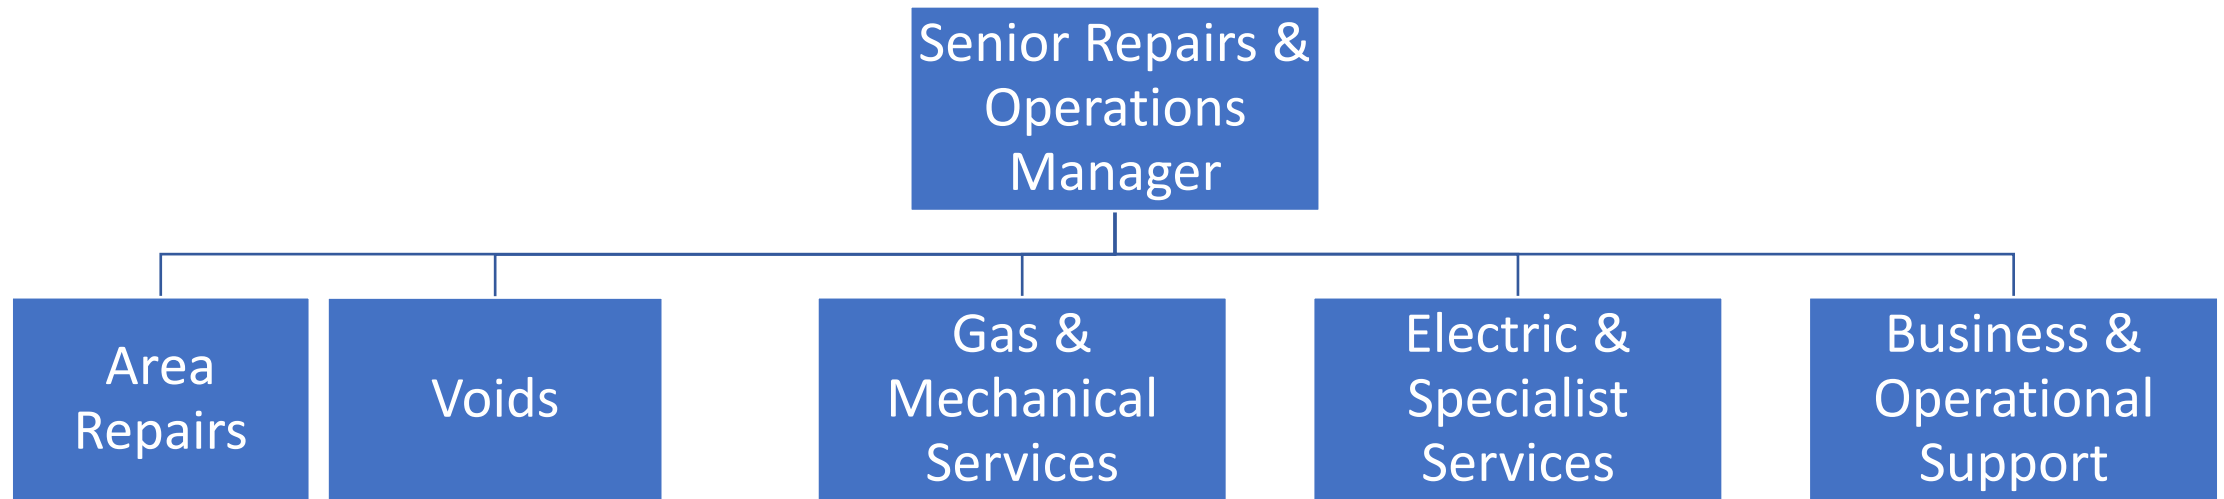 Senior Repairs &
Operations
Manager
Area
Repairs
Voids
Gas &
Mechanical
Services
Electric &
Specialist
Services
Business &
Operational
Support